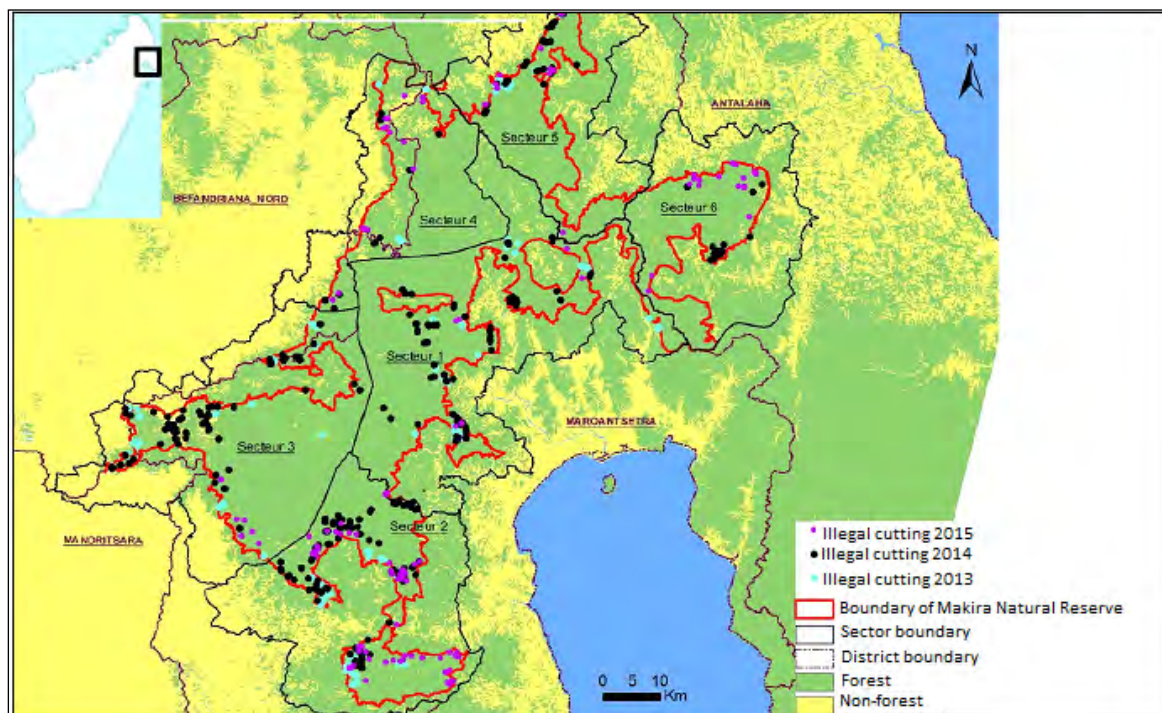 N
ANTALAHA
Secteur 5
BEFANDRIANA_NORD
Secteur 6
Secteur 4
Secteur 1
MAROANTSETRA
Secteur 3
Secteur 2
MANDRITSARA
Illegal cutting 2015
Illegal cutting 2014
Illegal cutting 2013
Boundary of Makira Natural Reserve
Sector boundary
District boundary
Forest
Non-forest
0 5 10
Km